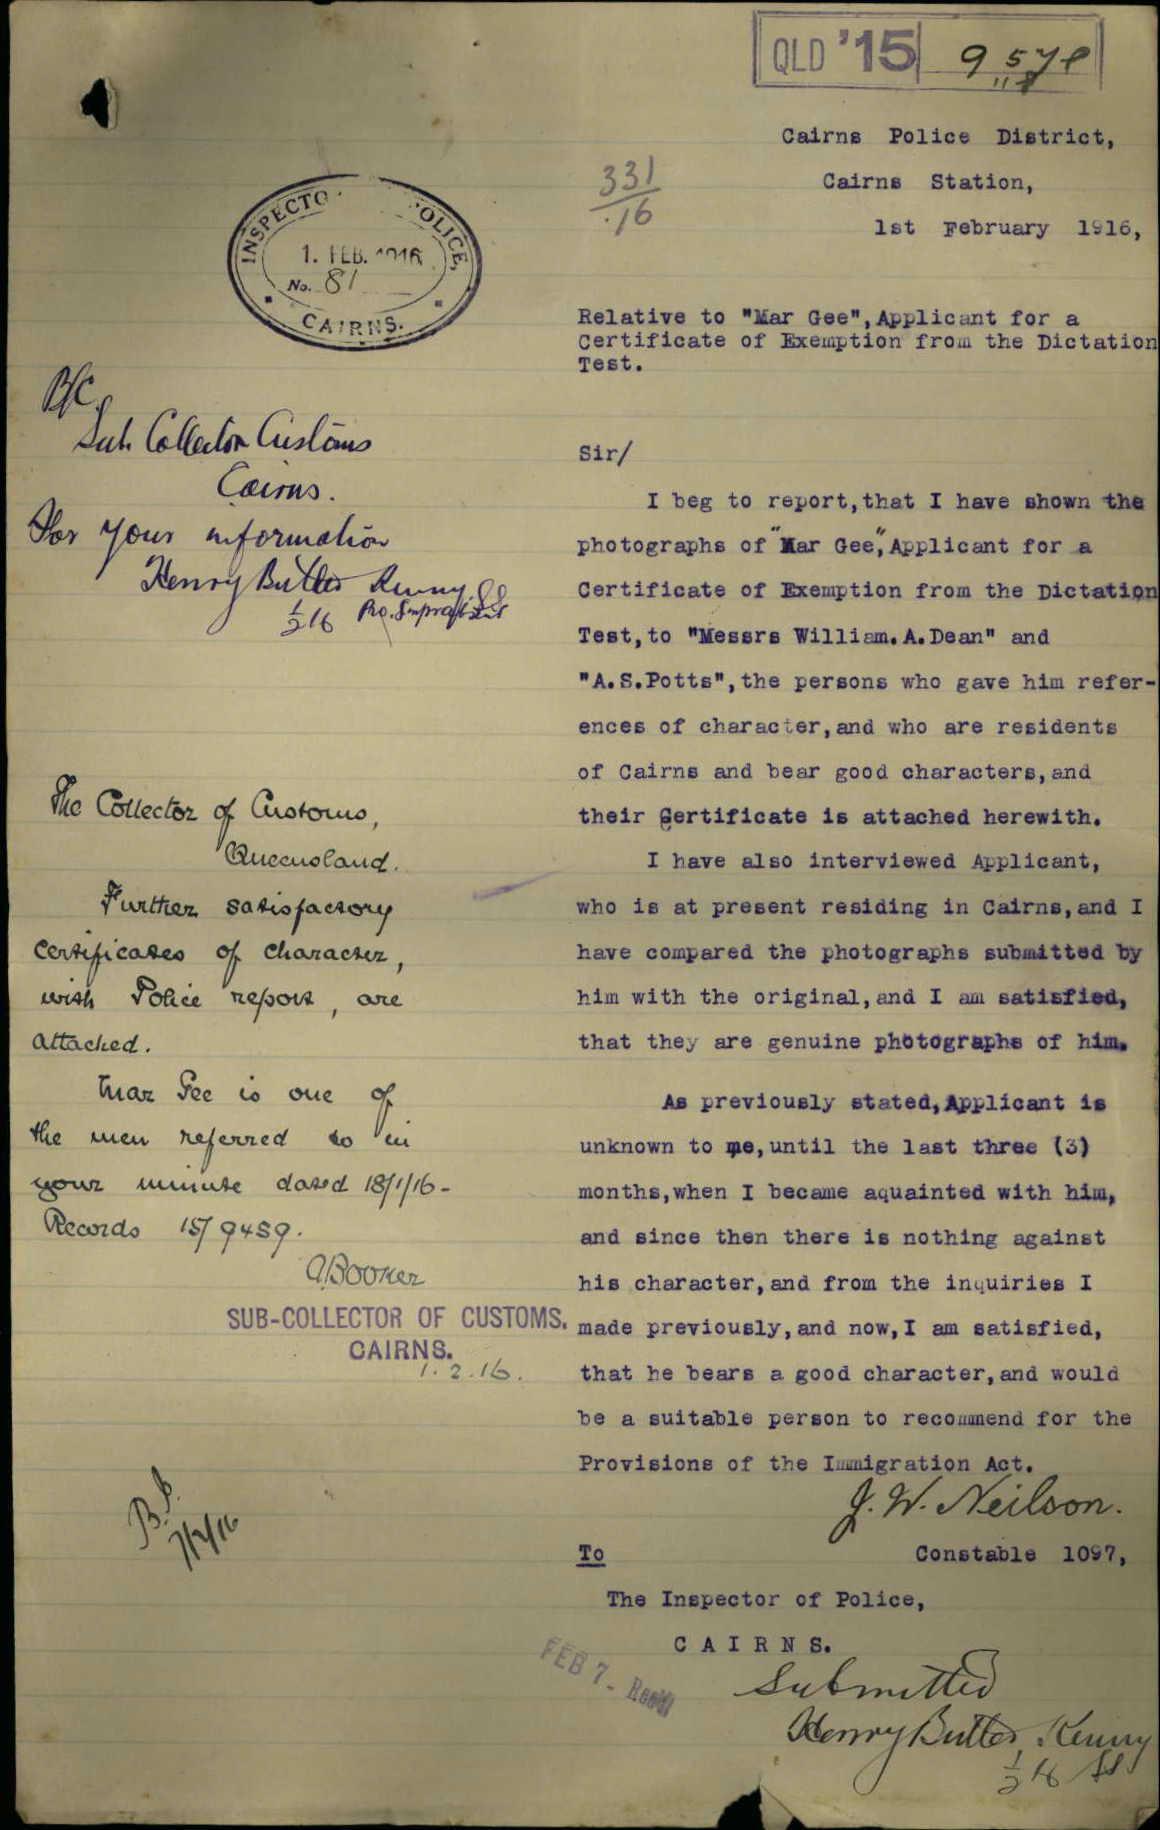 QLD '15
Cairns Police District,
Cairns Station,
1st February 1916,
331
16
INSPECTO POLICE,
1. FEB. 1916
No. 81
CAIRNS.
Relative to "Mar Gee", Applicant for a
Certificate of Exemption from the Dictation
Test.
B/C.
Sub. Collector Customs
Cairns.
For your information
Henry Butler Kenny
1/2 16
Sir/
I beg to report, that I have shown the
photographs of "Mar Gee", Applicant for a
Certificate of Exemption from the Dictation
Test, to "Messrs William. A. Dean" and
"A.S.Potts", the persons who gave him refer-
ences of character, and who are residents
of Cairns and bear good characters, and
their Certificate is attached herewith.
I have also interviewed Applicant,
who is at present residing in Cairns, and I
have compared the photographs submitted by
him with the original, and I am satisfied,
that they are genuine photographs of him.
As previously stated, Applicant is
unknown to me, until the last three (3)
months, when I became aquainted with him,
and since then there is nothing against
his character, and from the inquiries I
made previously, and now, I am satisfied,
that he bears a good character, and would
be a suitable person to recommend for the
Provisions of the Immigration Act.
J. W. Neilson.
Constable 1097,
To
The Inspector of Police,
CAIRNS.
Submitted
Henry Butler Kenny
1/2 16 SI
The Collector of Customs,
Queensland.
Further satisfactory
certificates of character,
with Police report, are
attached.
Mar Gee is one of
the men referred to in
your minute dated 18/1/16 -
Records 15/9459.
SUB-COLLECTOR OF CUSTOMS.
CAIRNS.
1.2.16.
7/2/16
FEB 7 - Recd